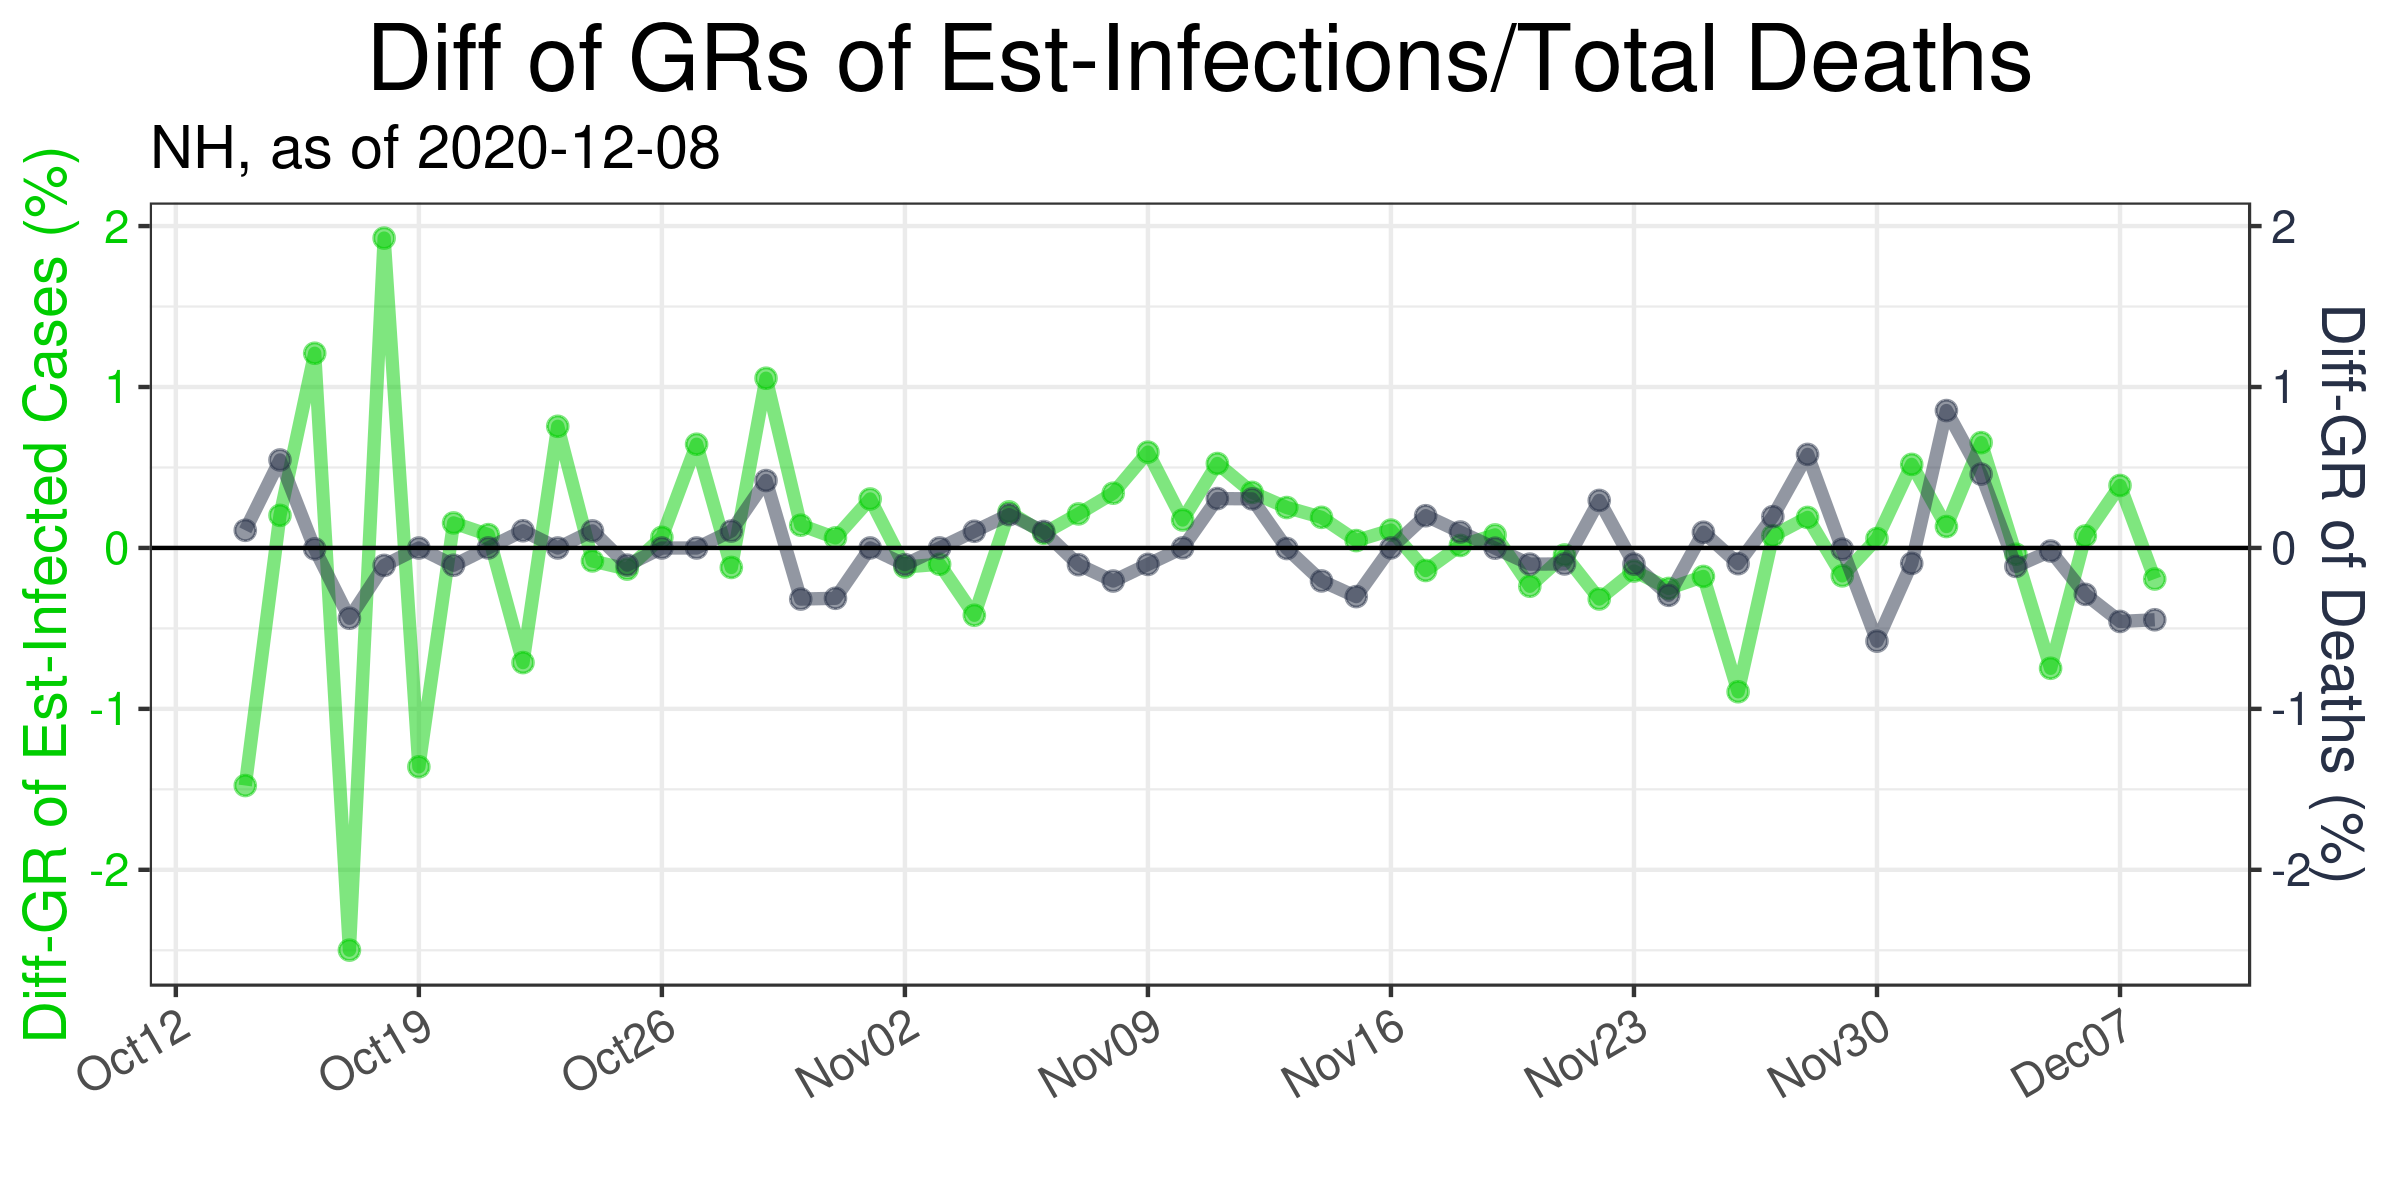 Diff of GRs of Est-Infections/Total Deaths
NH, as of 2020-12-08
Diff-GR of Est-Infected Cases (%)
2
1
0
-1
-2
2
1
0
-1
-2
Diff-GR of Deaths (%)
Oct12
Oct19
Oct26
Nov02
Nov09
Nov16
Nov23
Nov30
Dec07